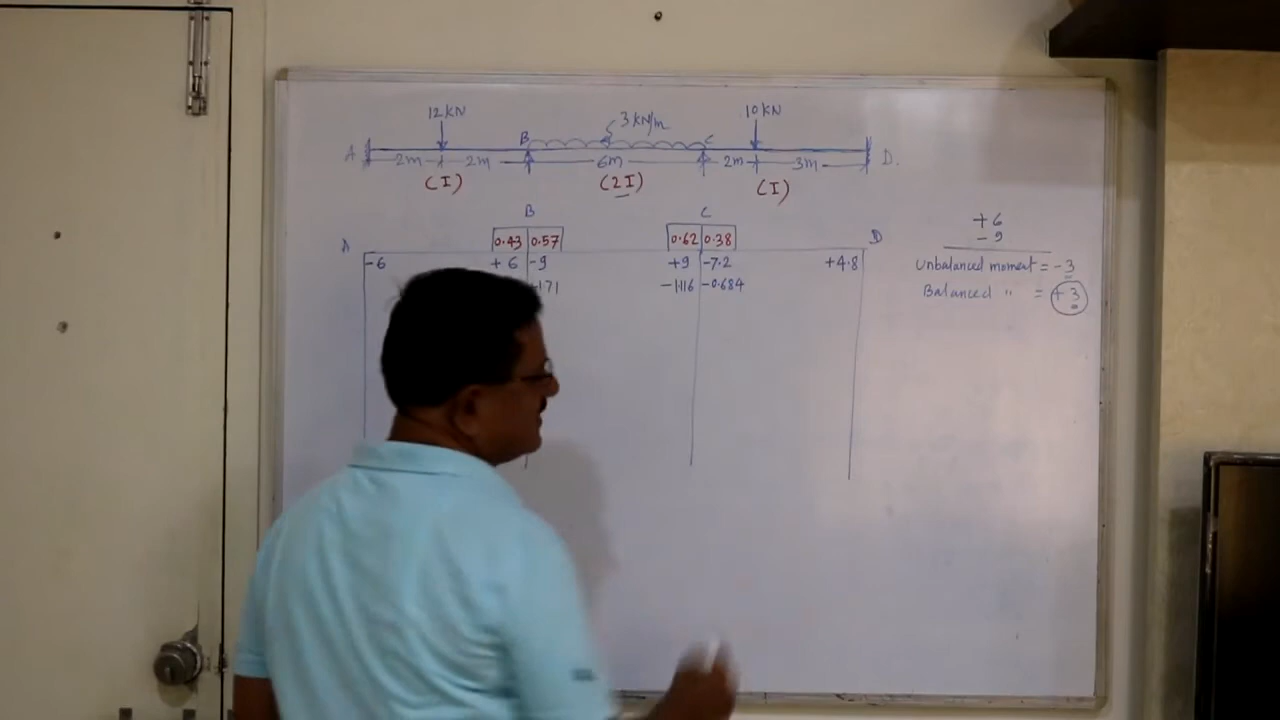 12 kN 10 KN
3 kN/m
A B C D.
2m 2m 6m 2m 3m
(I) (2I) (I)
B C
0.43 0.57 0.62 0.38
A D
-6 +6 -9 +9 -7.2 +4.8
1.71 -1.116 -0.684
+6
-9
Unbalanced moment = -3
Balanced " = +3